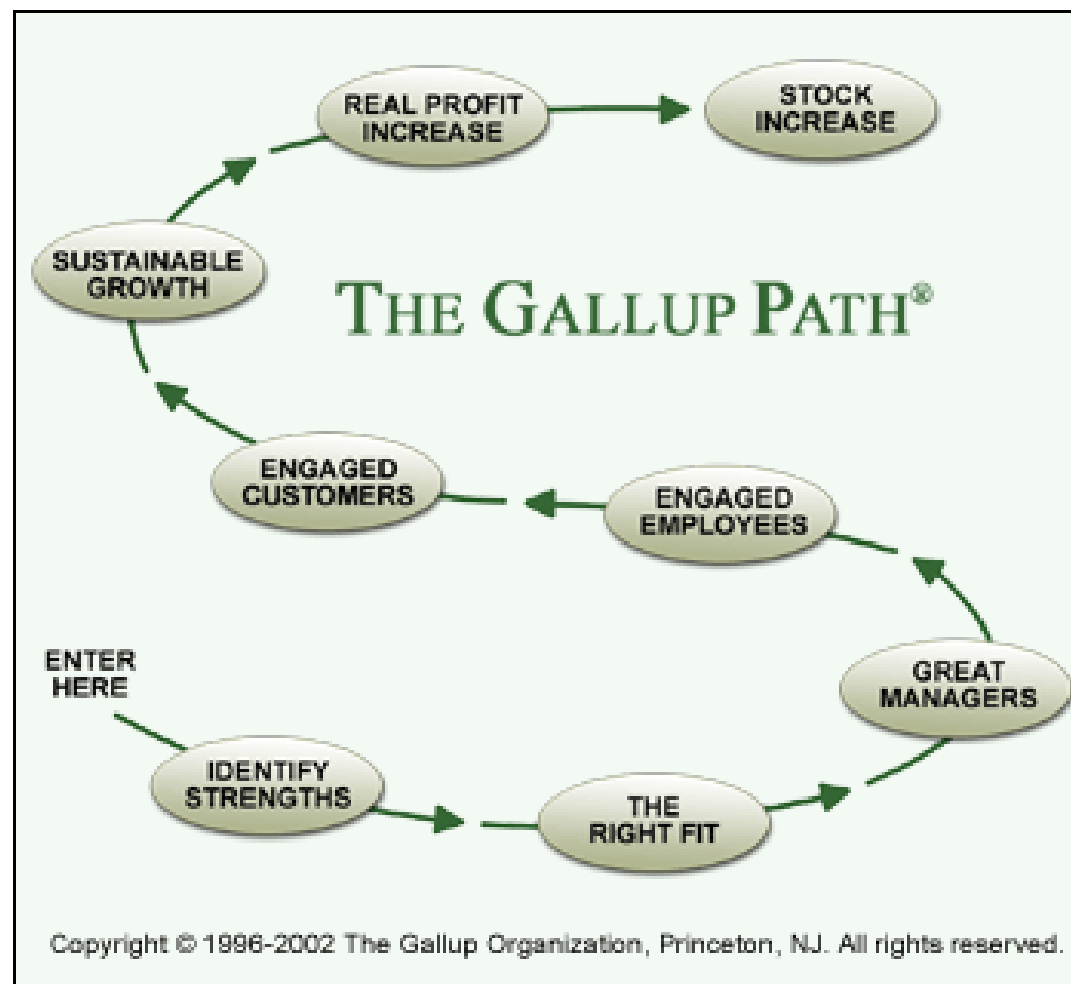 REAL PROFIT
INCREASE
STOCK
INCREASE
SUSTAINABLE
GROWTH
THE GALLUP PATH®
ENGAGED
CUSTOMERS
ENGAGED
EMPLOYEES
ENTER
HERE
GREAT
MANAGERS
IDENTIFY
STRENGTHS
THE
RIGHT FIT
Copyright © 1996-2002 The Gallup Organization, Princeton, NJ. All rights reserved.